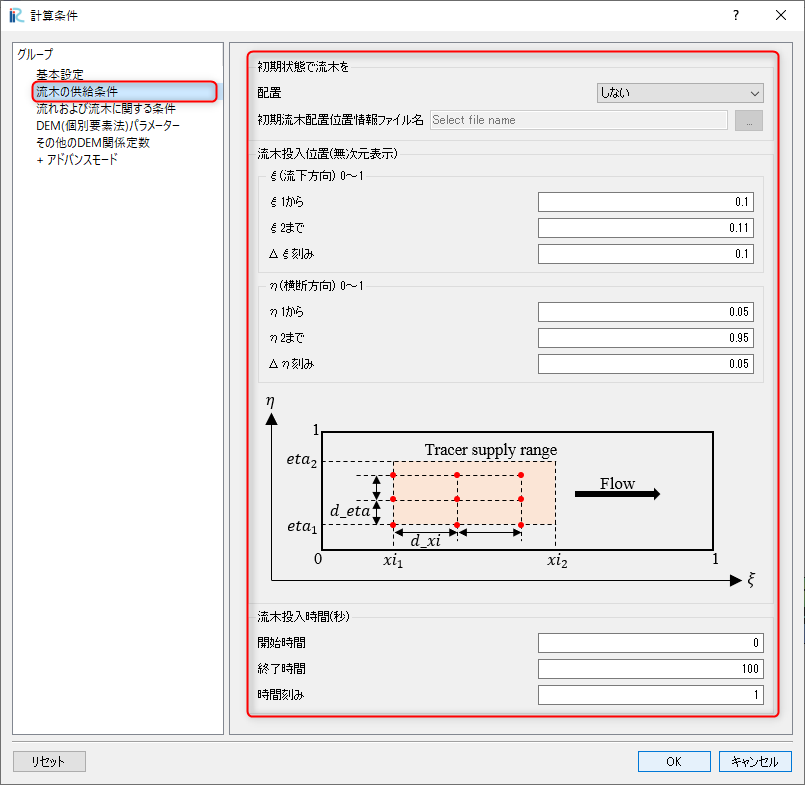 計算条件
?
グループ
基本設定
流木の供給条件
流れおよび流木に関する条件
DEM(個別要素法)パラメーター
その他のDEM関係定数
+ アドバンスモード
初期状態で流木を
配置
しない
初期流木配置位置情報ファイル名
Select file name
...
流木投入位置(無次元表示)
ξ(流下方向) 0～1
ξ1から
0.1
ξ2まで
0.11
Δξ刻み
0.1
η(横断方向) 0～1
η1から
0.05
η2まで
0.95
Δη刻み
0.05
η
1
Tracer supply range
eta₂
Flow
d_eta
eta₁
d_xi
0
xi₁
xi₂
1
ξ
流木投入時間(秒)
開始時間
0
終了時間
100
時間刻み
1
リセット
OK
キャンセル